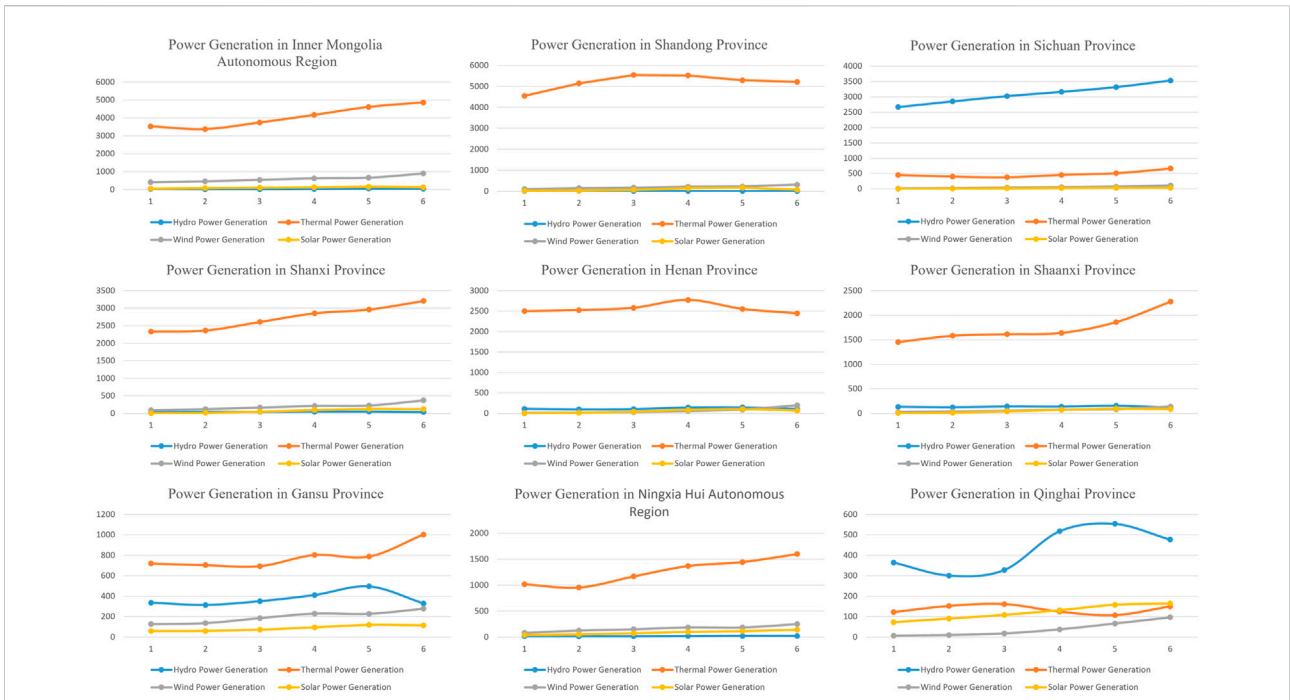 Power Generation in Inner Mongolia
Autonomous Region
6000
5000
4000
3000
2000
1000
0
1 2 3 4 5 6
Hydro Power Generation Thermal Power Generation
Wind Power Generation Solar Power Generation
Power Generation in Shandong Province
6000
5000
4000
3000
2000
1000
0
1 2 3 4 5 6
Hydro Power Generation Thermal Power Generation
Wind Power Generation Solar Power Generation
Power Generation in Sichuan Province
4000
3500
3000
2500
2000
1500
1000
500
0
1 2 3 4 5 6
Hydro Power Generation Thermal Power Generation
Wind Power Generation Solar Power Generation
Power Generation in Shanxi Province
3500
3000
2500
2000
1500
1000
500
0
1 2 3 4 5 6
Hydro Power Generation Thermal Power Generation
Wind Power Generation Solar Power Generation
Power Generation in Henan Province
3000
2500
2000
1500
1000
500
0
1 2 3 4 5 6
Hydro Power Generation Thermal Power Generation
Wind Power Generation Solar Power Generation
Power Generation in Shaanxi Province
2500
2000
1500
1000
500
0
1 2 3 4 5 6
Hydro Power Generation Thermal Power Generation
Wind Power Generation Solar Power Generation
Power Generation in Gansu Province
1200
1000
800
600
400
200
0
1 2 3 4 5 6
Hydro Power Generation Thermal Power Generation
Wind Power Generation Solar Power Generation
Power Generation in Ningxia Hui Autonomous
Region
2000
1500
1000
500
0
1 2 3 4 5 6
Hydro Power Generation Thermal Power Generation
Wind Power Generation Solar Power Generation
Power Generation in Qinghai Province
600
500
400
300
200
100
0
1 2 3 4 5 6
Hydro Power Generation Thermal Power Generation
Wind Power Generation Solar Power Generation